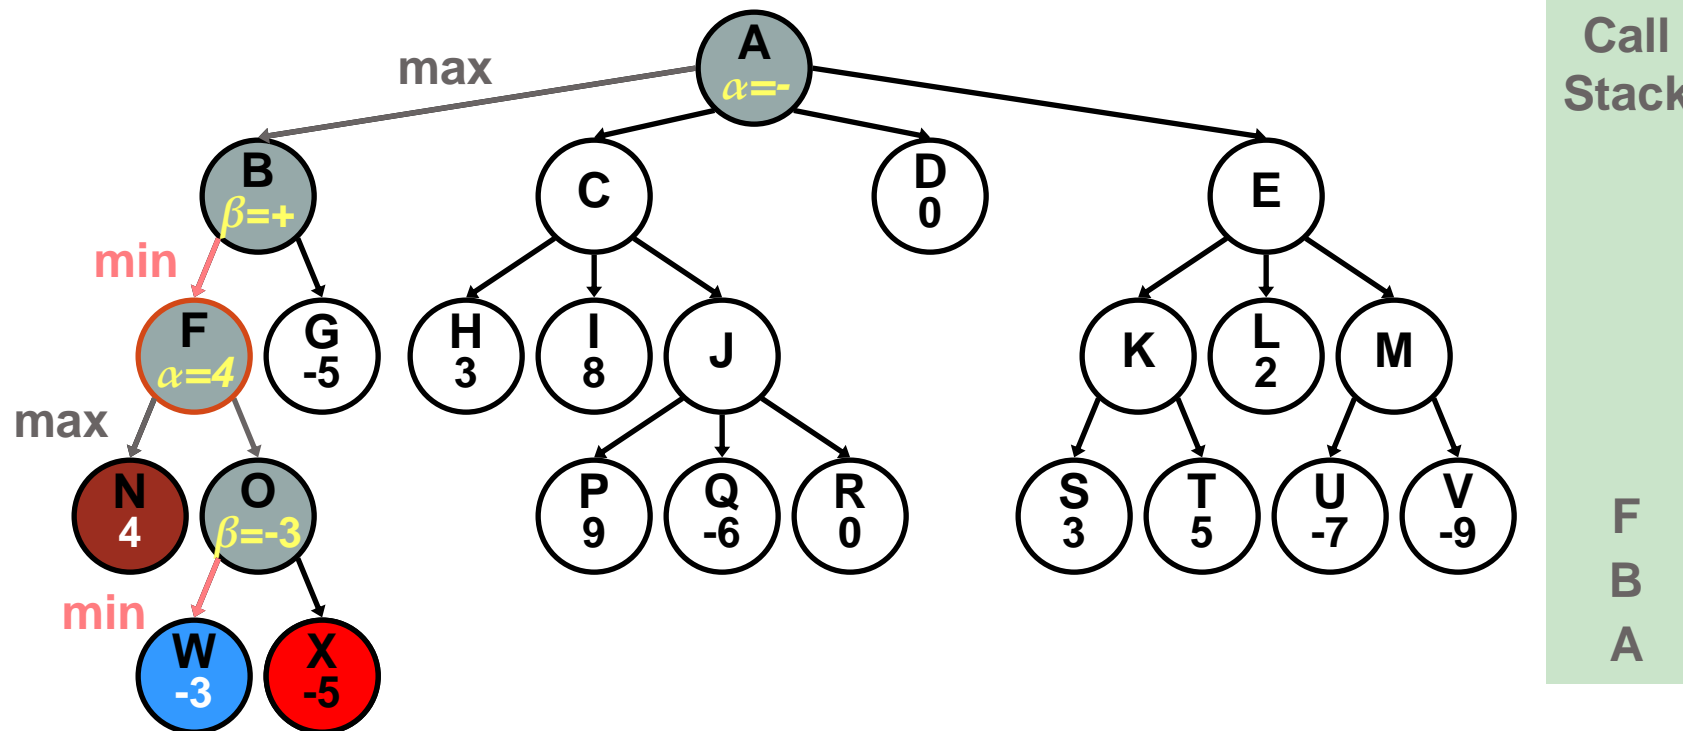 A
α=-
Call
Stack
max
B
β=+
C
D
0
E
min
F
α=4
G
-5
H
3
I
8
J
K
L
2
M
max
N
4
O
β=-3
P
9
Q
-6
R
0
S
3
T
5
U
-7
V
-9
F
B
A
min
W
-3
X
-5